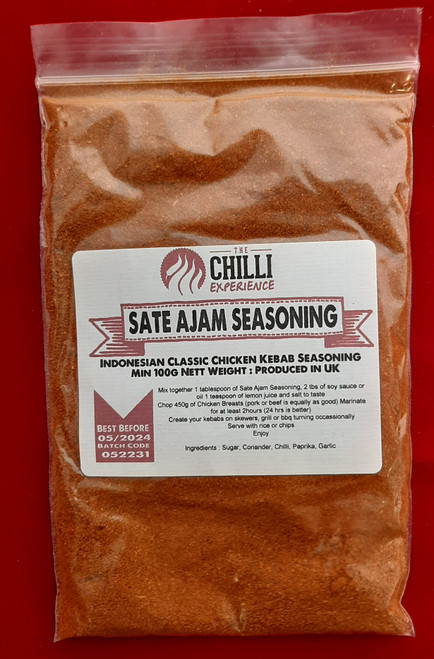 THE
CHILLI
EXPERIENCE
SATE AJAM SEASONING
INDONESIAN CLASSIC CHICKEN KEBAB SEASONING
MIN 100G NETT WEIGHT : PRODUCED IN UK
Mix together 1 tablespoon of Sate Ajam Seasoning, 2 tbs of soy sauce or
oil 1 teaspoon of lemon juice and salt to taste
Chop 450g of Chicken Breasts (pork or beef is equally as good) Marinate
for at least 2hours (24 hrs is better)
Create your kebabs on skewers, grill or bbq turning occassionally
Serve with rice or chips
Enjoy
Ingredients : Sugar, Coriander, Chilli, Paprika, Garlic
BEST BEFORE
05/2024
BATCH CODE
052231